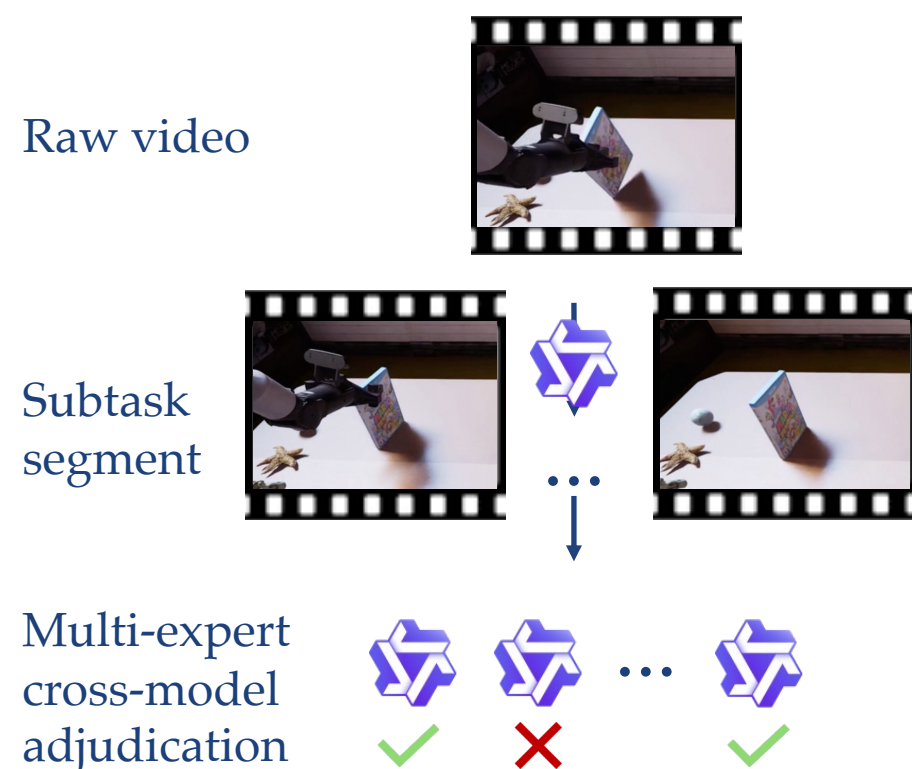 Raw video
Subtask
segment
...
Multi-expert
cross-model
adjudication
...